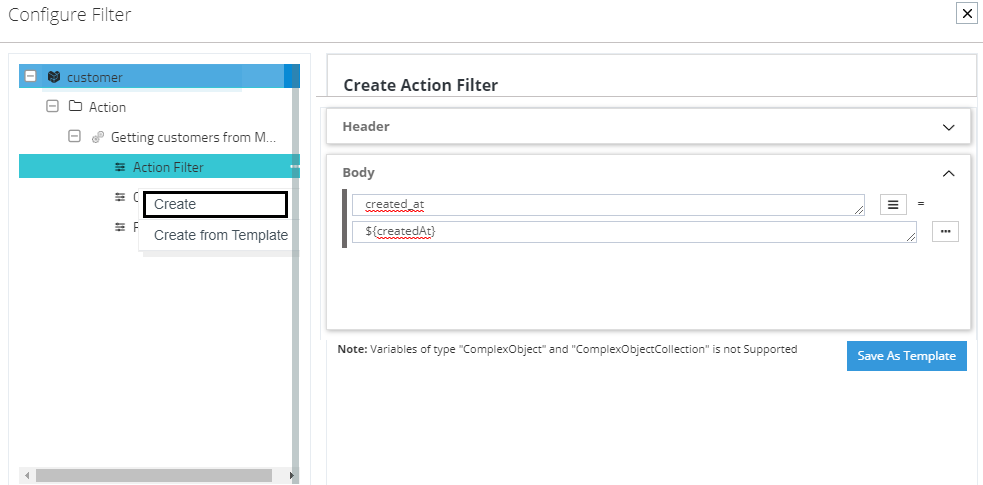 Configure Filter
customer
Action
Getting customers from M...
Action Filter
Create
Create from Template
Create Action Filter
Header
Body
created_at
=
${createdAt}
...
Note: Variables of type "ComplexObject" and "ComplexObjectCollection" is not Supported
Save As Template